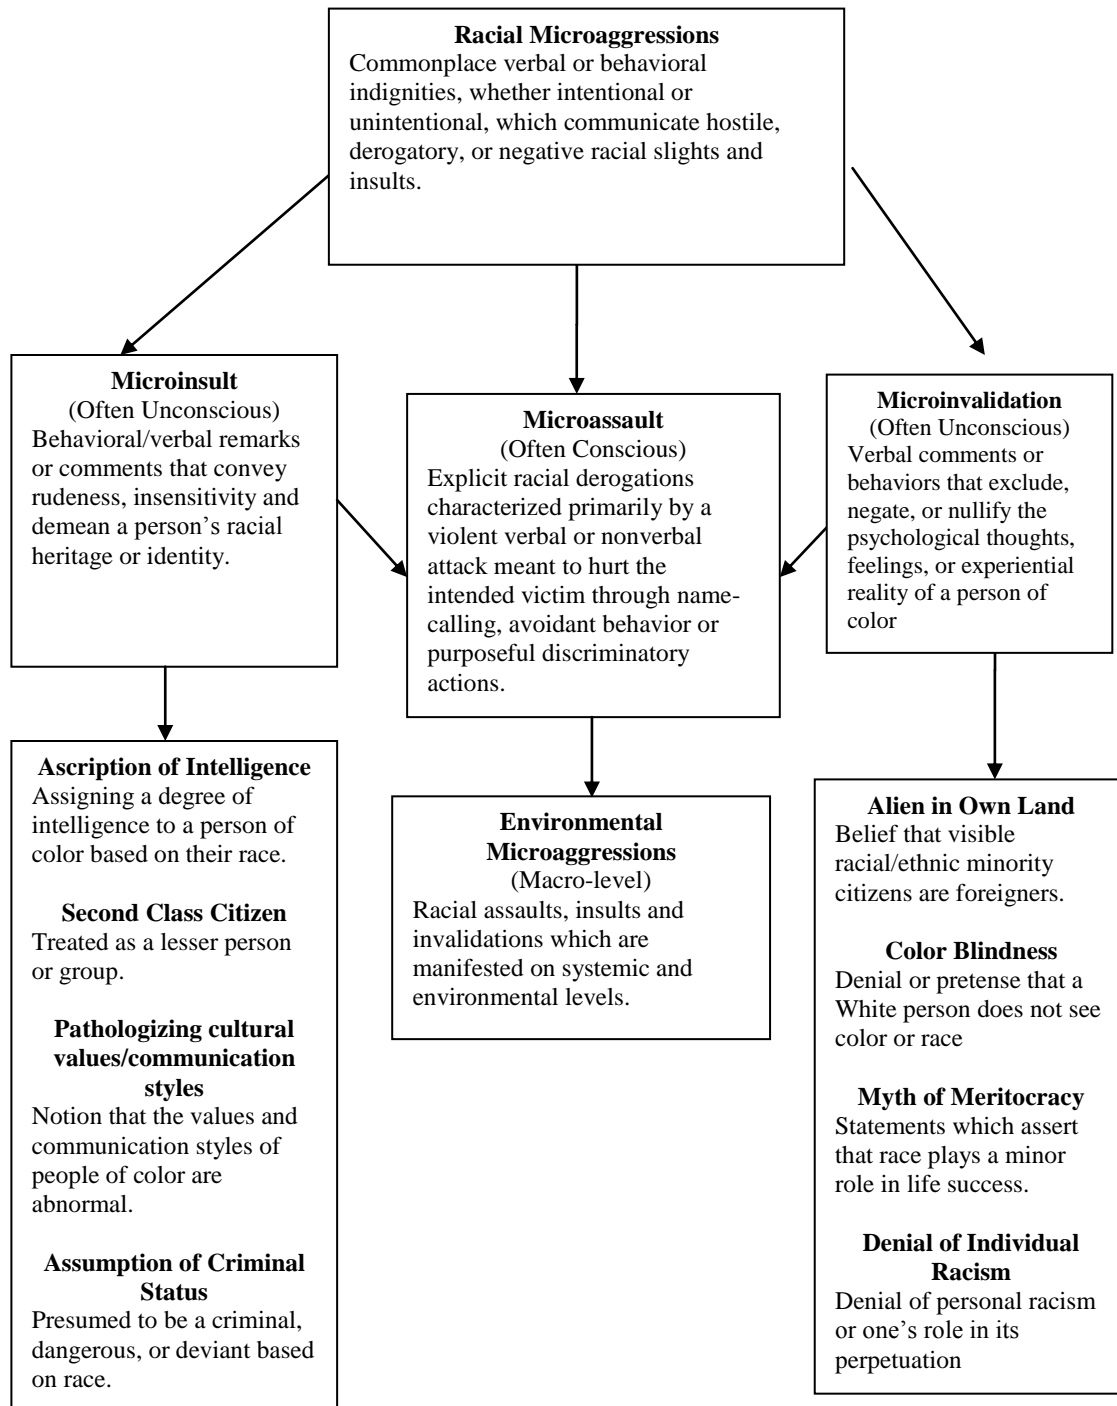 Racial Microaggressions
Commonplace verbal or behavioral
indignities, whether intentional or
unintentional, which communicate hostile,
derogatory, or negative racial slights and
insults.
Microinsult
(Often Unconscious)
Behavioral/verbal remarks
or comments that convey
rudeness, insensitivity and
demean a person’s racial
heritage or identity.
Microassault
(Often Conscious)
Explicit racial derogations
characterized primarily by a
violent verbal or nonverbal
attack meant to hurt the
intended victim through name-
calling, avoidant behavior or
purposeful discriminatory
actions.
Microinvalidation
(Often Unconscious)
Verbal comments or
behaviors that exclude,
negate, or nullify the
psychological thoughts,
feelings, or experiential
reality of a person of
color
Ascription of Intelligence
Assigning a degree of
intelligence to a person of
color based on their race.
Second Class Citizen
Treated as a lesser person
or group.
Pathologizing cultural
values/communication
styles
Notion that the values and
communication styles of
people of color are
abnormal.
Assumption of Criminal
Status
Presumed to be a criminal,
dangerous, or deviant based
on race.
Environmental
Microaggressions
(Macro-level)
Racial assaults, insults and
invalidations which are
manifested on systemic and
environmental levels.
Alien in Own Land
Belief that visible
racial/ethnic minority
citizens are foreigners.
Color Blindness
Denial or pretense that a
White person does not see
color or race
Myth of Meritocracy
Statements which assert
that race plays a minor
role in life success.
Denial of Individual
Racism
Denial of personal racism
or one’s role in its
perpetuation